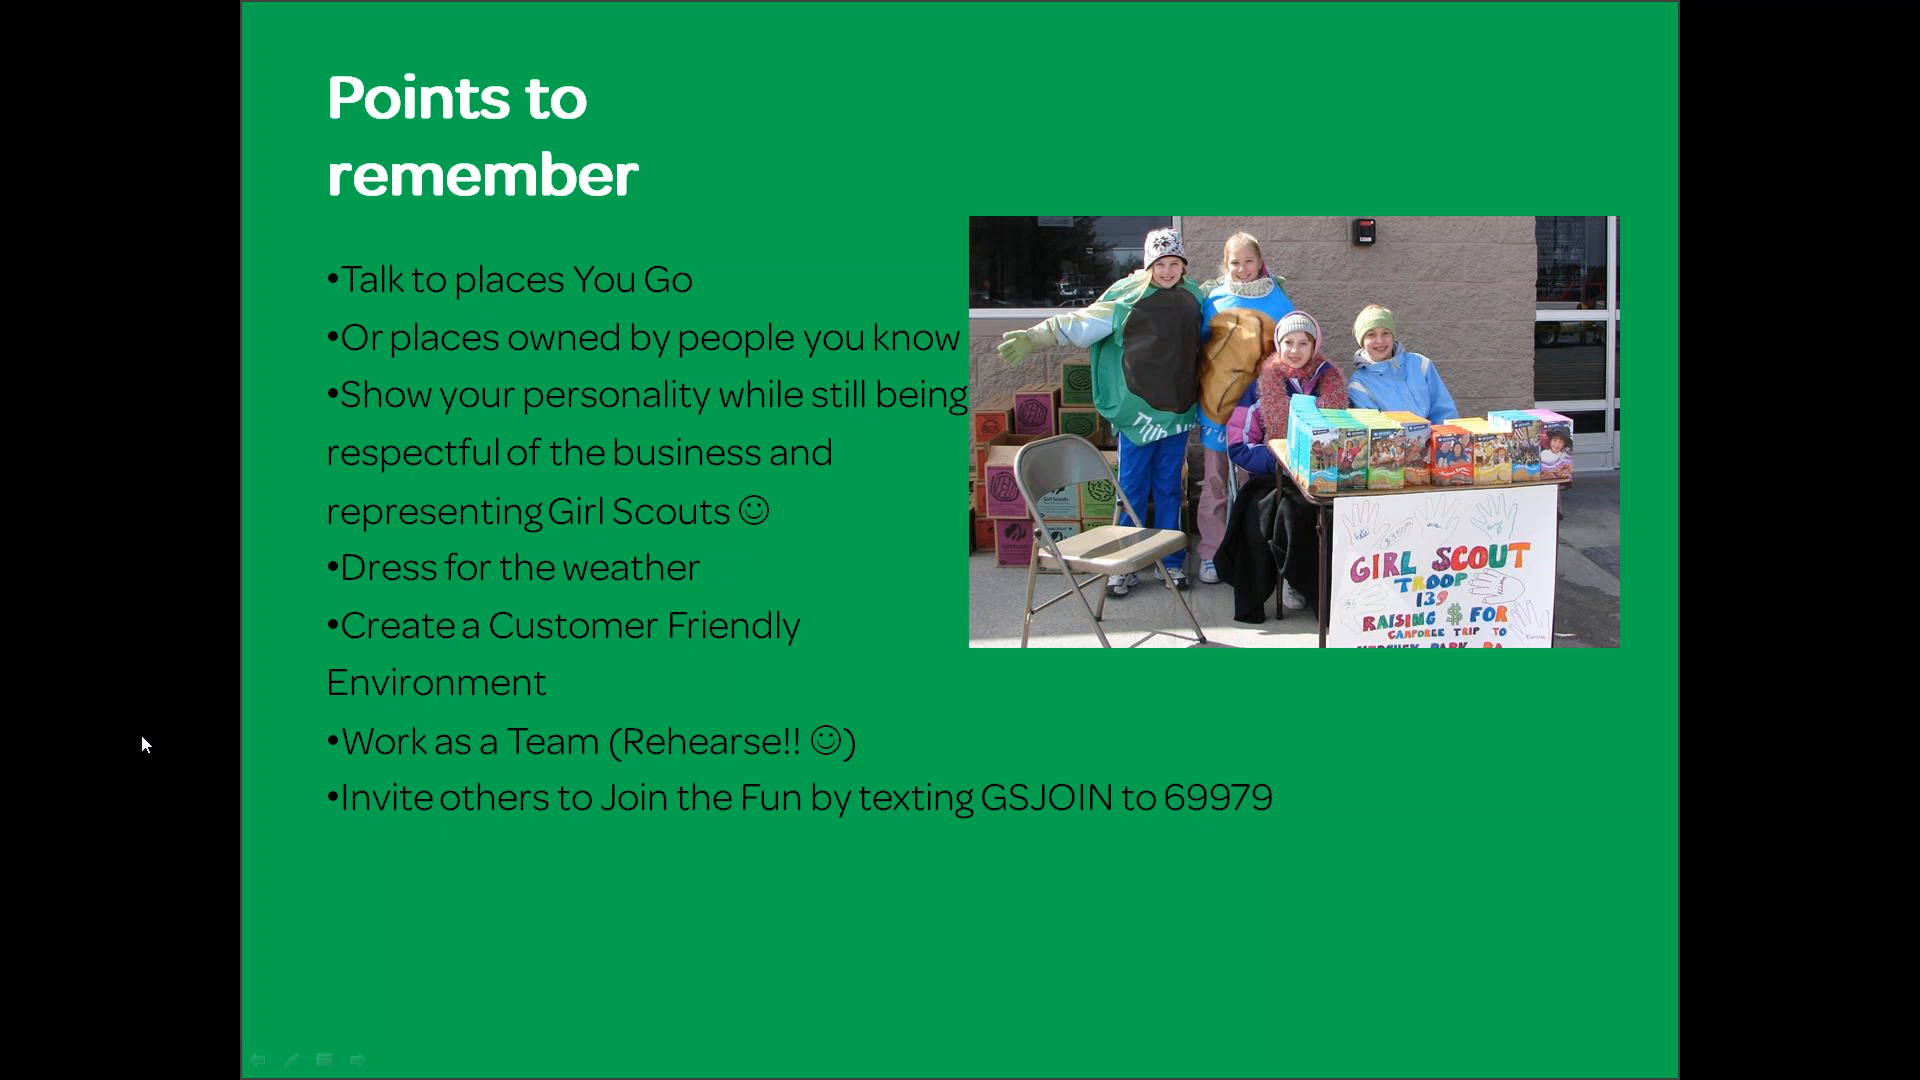 Points to
remember
•Talk to places You Go
•Or places owned by people you know
•Show your personality while still being
respectful of the business and
representing Girl Scouts ☺
•Dress for the weather
•Create a Customer Friendly
Environment
•Work as a Team (Rehearse!! ☺)
•Invite others to Join the Fun by texting GSJOIN to 69979
Thin
GIRL SCOUT
TROOP
139
RAISING $ FOR
CAMPOREE TRIP TO